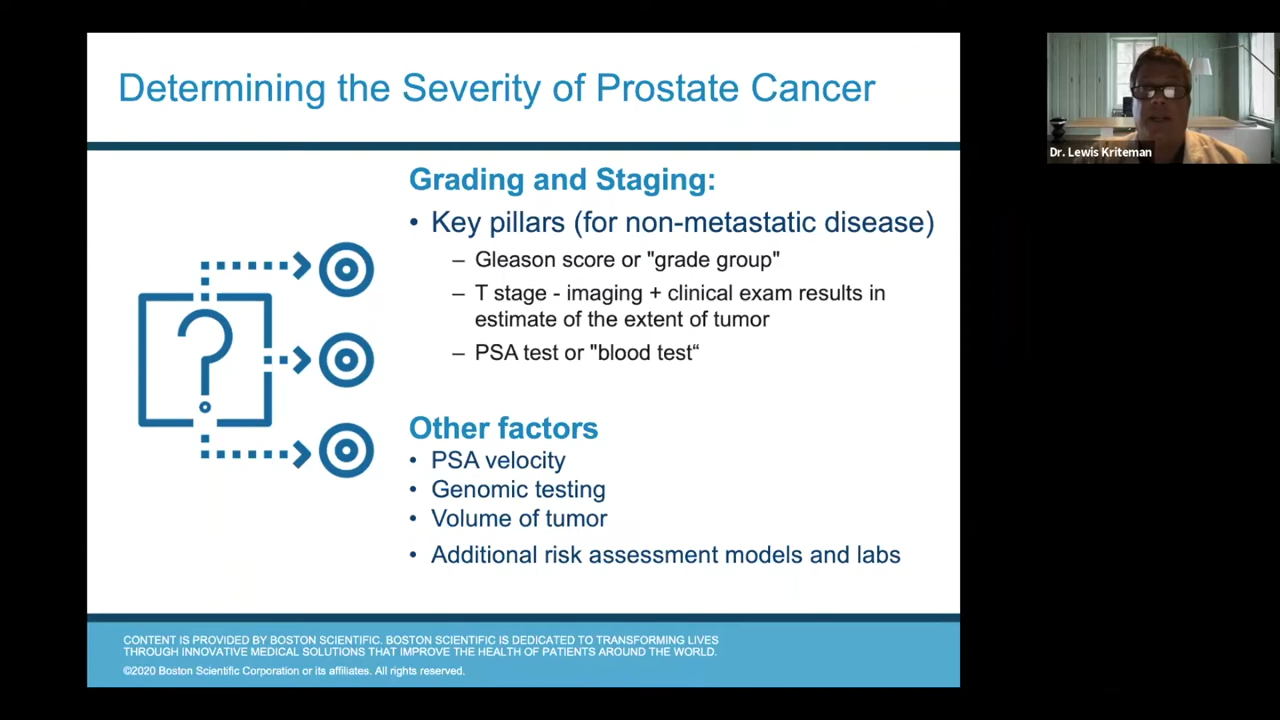 Determining the Severity of Prostate Cancer
Dr. Lewis Kriteman
Grading and Staging:
• Key pillars (for non-metastatic disease)
– Gleason score or "grade group"
– T stage - imaging + clinical exam results in
estimate of the extent of tumor
– PSA test or "blood test“
Other factors
• PSA velocity
• Genomic testing
• Volume of tumor
• Additional risk assessment models and labs
CONTENT IS PROVIDED BY BOSTON SCIENTIFIC. BOSTON SCIENTIFIC IS DEDICATED TO TRANSFORMING LIVES
THROUGH INNOVATIVE MEDICAL SOLUTIONS THAT IMPROVE THE HEALTH OF PATIENTS AROUND THE WORLD.
©2020 Boston Scientific Corporation or its affiliates. All rights reserved.